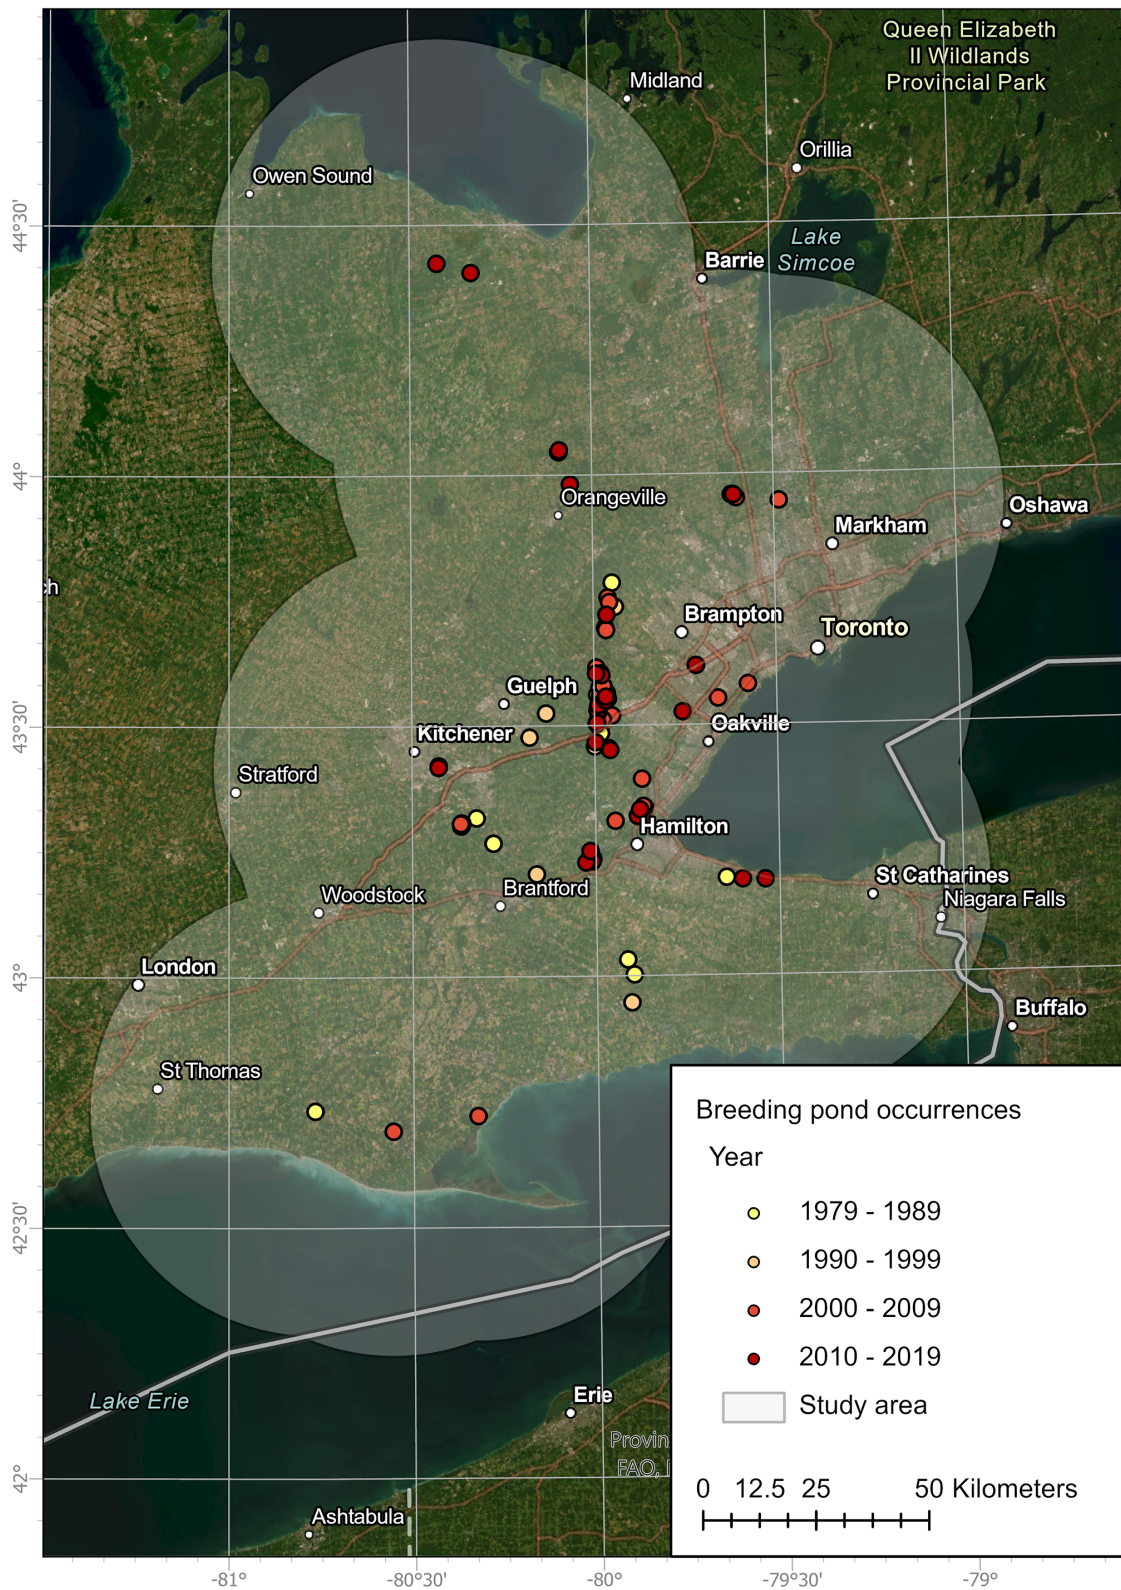 Queen Elizabeth
II Wildlands
Provincial Park
Midland
Orillia
Owen Sound
44°30'
Lake
Simcoe
Barrie
44°
Orangeville
Oshawa
Markham
Brampton
Toronto
Guelph
43°30'
Kitchener
Oakville
Stratford
Hamilton
St Catharines
Niagara Falls
Woodstock
Brantford
London
43°
Buffalo
St Thomas
Breeding pond occurrences
Year
1979 - 1989
1990 - 1999
2000 - 2009
2010 - 2019
Study area
0 12.5 25 50 Kilometers
42°30'
Lake Erie
Erie
FAO,
42°
Ashtabula
-81° -80°30' -80° -79°30' -79°